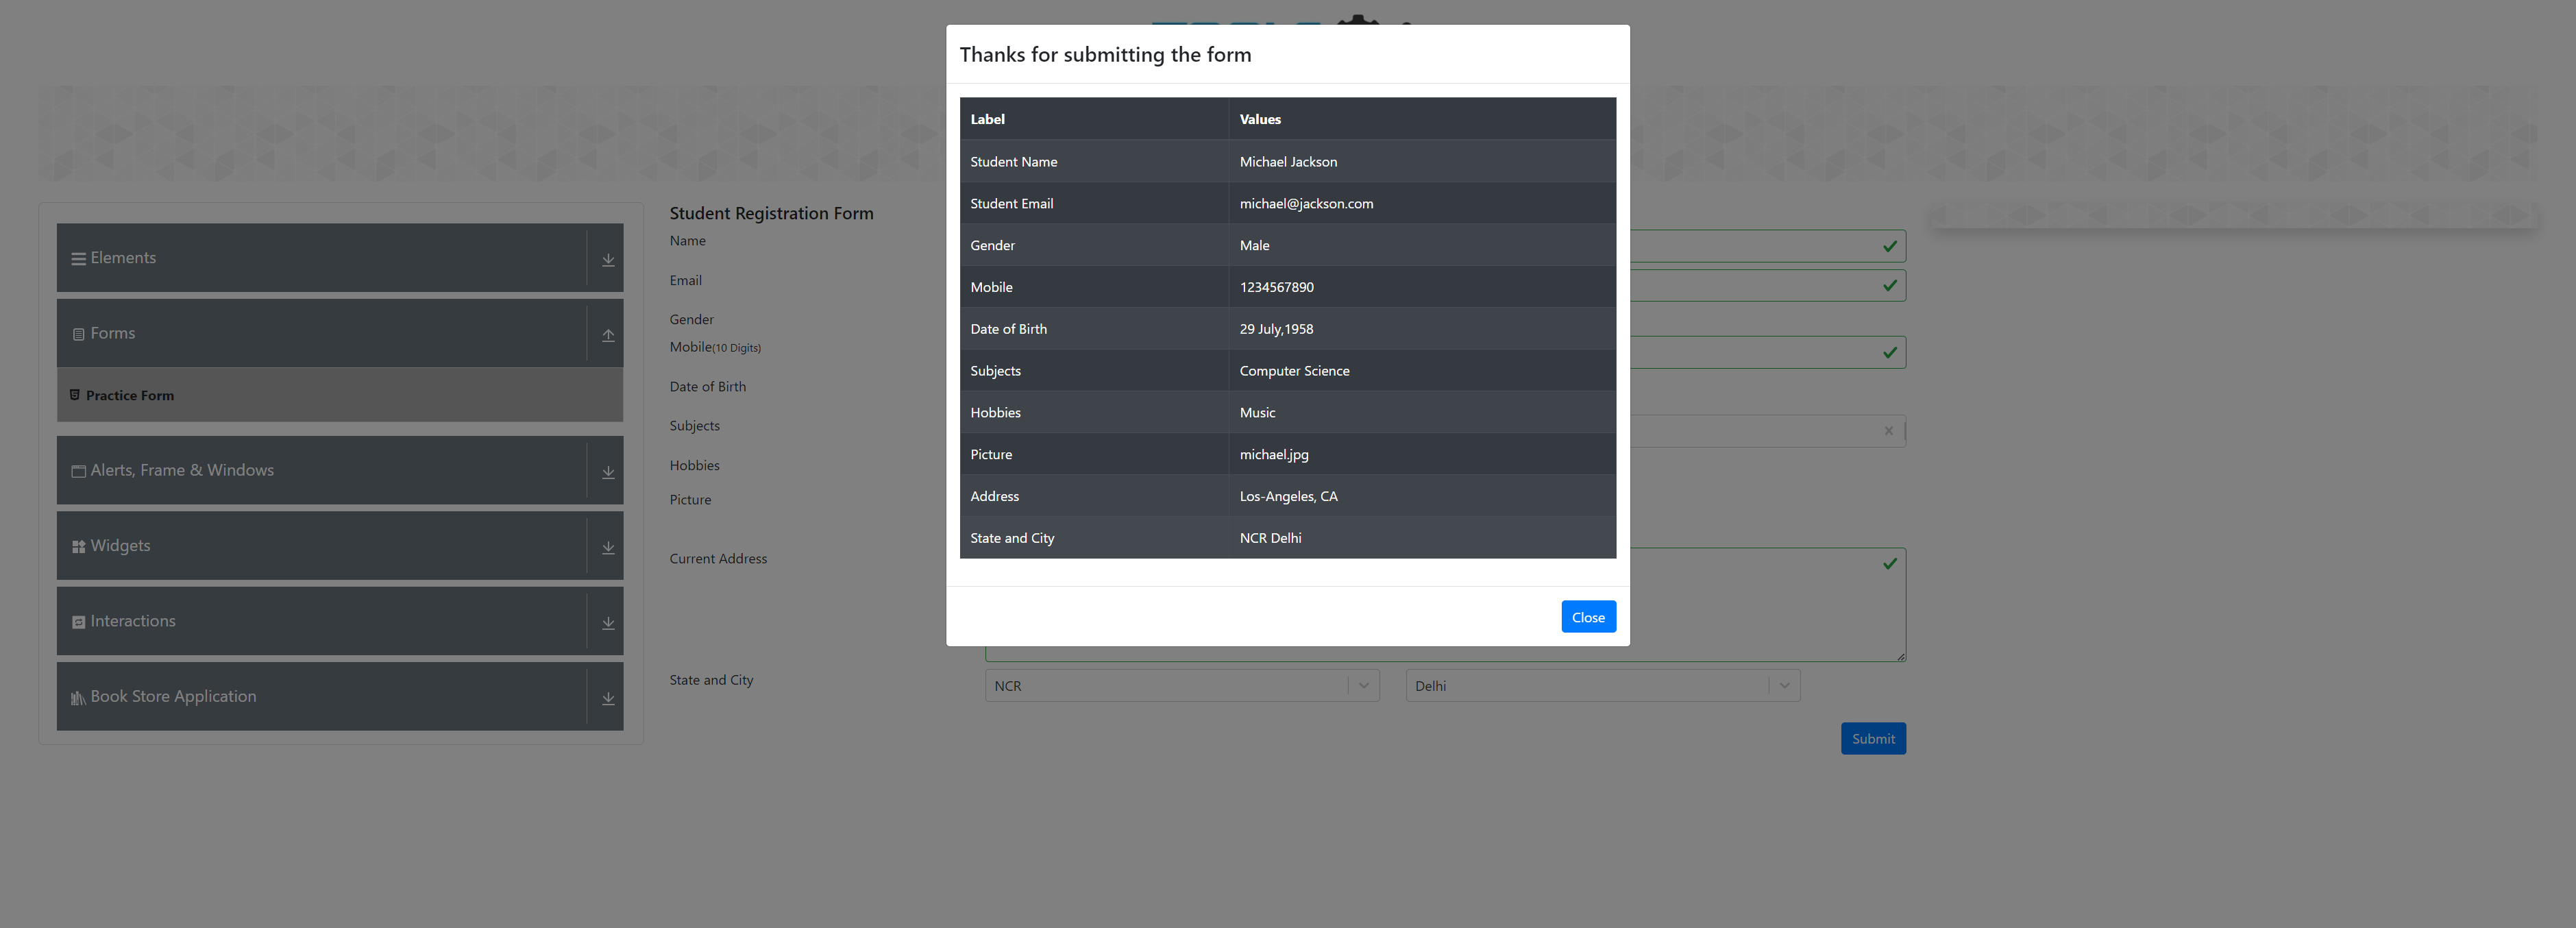 Thanks for submitting the form
Label Values
Student Name Michael Jackson
Student Email michael@jackson.com
Gender Male
Mobile 1234567890
Date of Birth 29 July,1958
Subjects Computer Science
Hobbies Music
Picture michael.jpg
Address Los-Angeles, CA
State and City NCR Delhi
Close
Elements
Forms
Practice Form
Alerts, Frame & Windows
Widgets
Interactions
Book Store Application
Student Registration Form
Name
Email
Gender
Mobile(10 Digits)
Date of Birth
Subjects
Hobbies
Picture
Current Address
State and City NCR Delhi
Submit